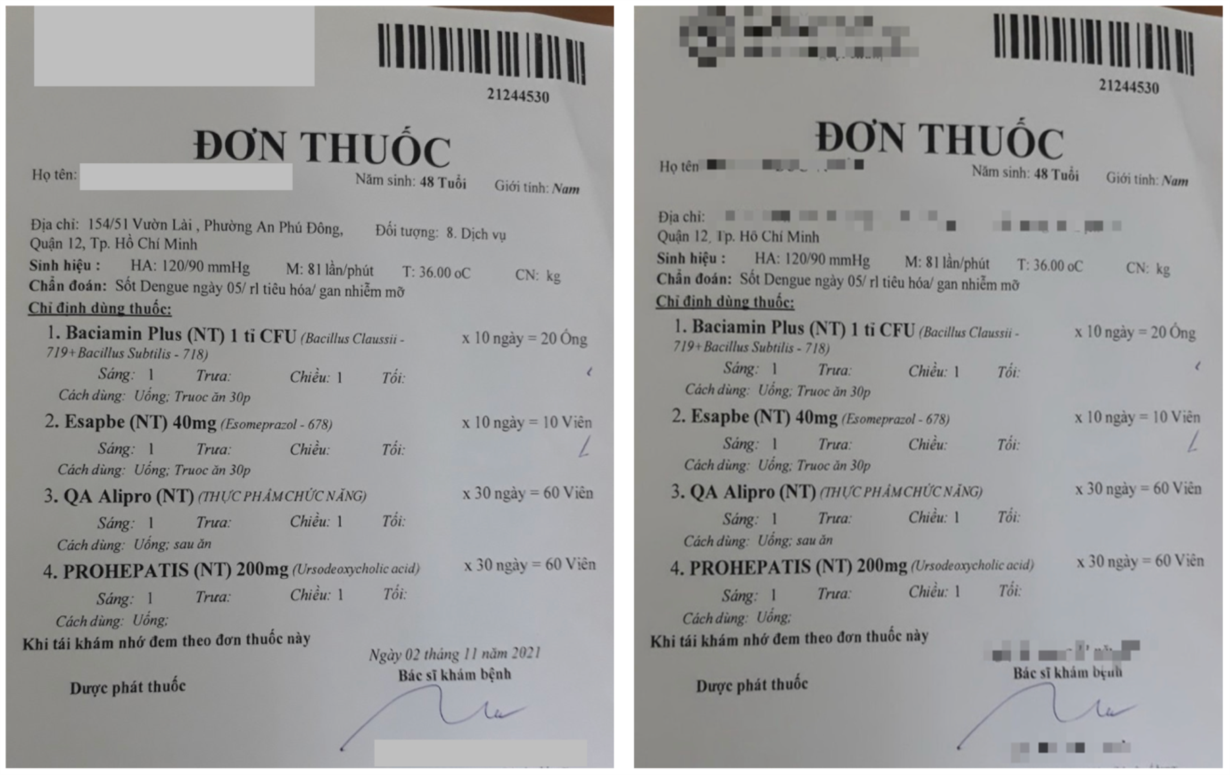 21244530
ĐƠN THUỐC
Họ tên:
Năm sinh: 48 Tuổi Giới tính: Nam
Địa chỉ: 154/51 Vườn Lài , Phường An Phú Đông, Đối tượng: 8. Dịch vụ
Quận 12, Tp. Hồ Chí Minh
Sinh hiệu : HA: 120/90 mmHg M: 81 lần/phút T: 36.00 oC CN: kg
Chẩn đoán: Sốt Dengue ngày 05/ rl tiêu hóa/ gan nhiễm mỡ
Chỉ định dùng thuốc:
1. Baciamin Plus (NT) 1 tỉ CFU (Bacillus Claussii - x 10 ngày = 20 Ống
719+Bacillus Subtilis - 718)
Sáng: 1 Trưa: Chiều: 1 Tối:
Cách dùng: Uống; Truoc ăn 30p
2. Esapbe (NT) 40mg (Esomeprazol - 678) x 10 ngày = 10 Viên
Sáng: 1 Trưa: Chiều: Tối:
Cách dùng: Uống; Truoc ăn 30p
3. QA Alipro (NT) (THỰC PHẨM CHỨC NĂNG) x 30 ngày = 60 Viên
Sáng: 1 Trưa: Chiều: 1 Tối:
Cách dùng: Uống; sau ăn
4. PROHEPATIS (NT) 200mg (Ursodeoxycholic acid) x 30 ngày = 60 Viên
Sáng: 1 Trưa: Chiều: 1 Tối:
Cách dùng: Uống;
Khi tái khám nhớ đem theo đơn thuốc này
Ngày 02 tháng 11 năm 2021
Dược phát thuốc Bác sĩ khám bệnh
21244530
ĐƠN THUỐC
Họ tên
Năm sinh: 48 Tuổi Giới tính: Nam
Địa chỉ:
Quận 12, Tp. Hồ Chí Minh
Sinh hiệu : HA: 120/90 mmHg M: 81 lần/phút T: 36.00 oC CN: kg
Chẩn đoán: Sốt Dengue ngày 05/ rl tiêu hóa/ gan nhiễm mỡ
Chỉ định dùng thuốc:
1. Baciamin Plus (NT) 1 tỉ CFU (Bacillus Claussii - x 10 ngày = 20 Ống
719+Bacillus Subtilis - 718)
Sáng: 1 Trưa: Chiều: 1 Tối:
Cách dùng: Uống; Truoc ăn 30p
2. Esapbe (NT) 40mg (Esomeprazol - 678) x 10 ngày = 10 Viên
Sáng: 1 Trưa: Chiều: Tối:
Cách dùng: Uống; Truoc ăn 30p
3. QA Alipro (NT) (THỰC PHẨM CHỨC NĂNG) x 30 ngày = 60 Viên
Sáng: 1 Trưa: Chiều: 1 Tối:
Cách dùng: Uống; sau ăn
4. PROHEPATIS (NT) 200mg (Ursodeoxycholic acid) x 30 ngày = 60 Viên
Sáng: 1 Trưa: Chiều: 1 Tối:
Cách dùng: Uống;
Khi tái khám nhớ đem theo đơn thuốc này
Dược phát thuốc Bác sĩ khám bệnh